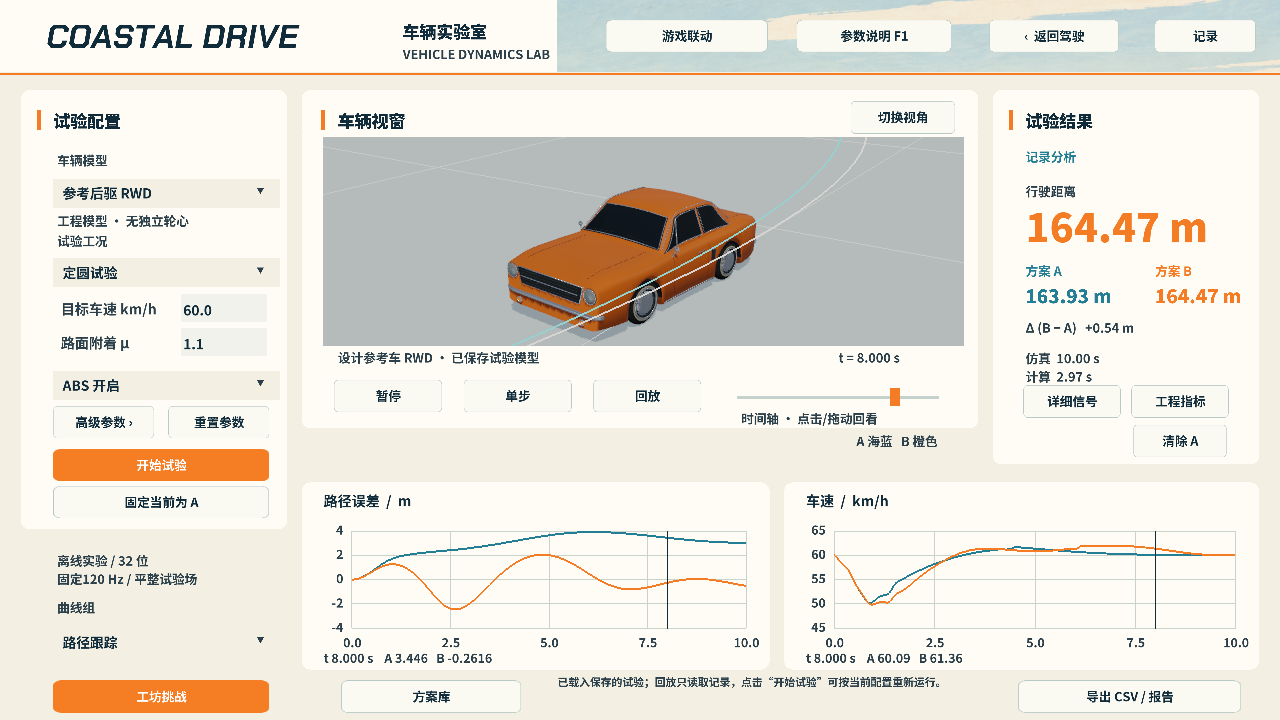 COASTAL DRIVE
车辆实验室
VEHICLE DYNAMICS LAB
游戏联动
参数说明 F1
‹ 返回驾驶
记录
试验配置
车辆模型
参考后驱 RWD ▼
工程模型 · 无独立轮心
试验工况
定圆试验 ▼
目标车速 km/h 60.0
路面附着 μ 1.1
ABS 开启 ▼
高级参数 ›
重置参数
开始试验
固定当前为 A
离线实验 / 32 位
固定120 Hz / 平整试验场
曲线组
路径跟踪 ▼
工坊挑战
车辆视窗
切换视角
设计参考车 RWD · 已保存试验模型
t = 8.000 s
暂停
单步
回放
时间轴 · 点击/拖动回看
A 海蓝 B 橙色
试验结果
记录分析
行驶距离
164.47 m
方案 A 方案 B
163.93 m 164.47 m
Δ (B − A) +0.54 m
仿真 10.00 s
计算 2.97 s
详细信号
工程指标
清除 A
路径误差 / m
4
2
0
-2
-4
0.0 2.5 5.0 7.5 10.0
t 8.000 s A 3.446 B -0.2616
车速 / km/h
65
60
55
50
45
0.0 2.5 5.0 7.5 10.0
t 8.000 s A 60.09 B 61.36
方案库
已载入保存的试验；回放只读取记录，点击“开始试验”可按当前配置重新运行。
导出 CSV / 报告